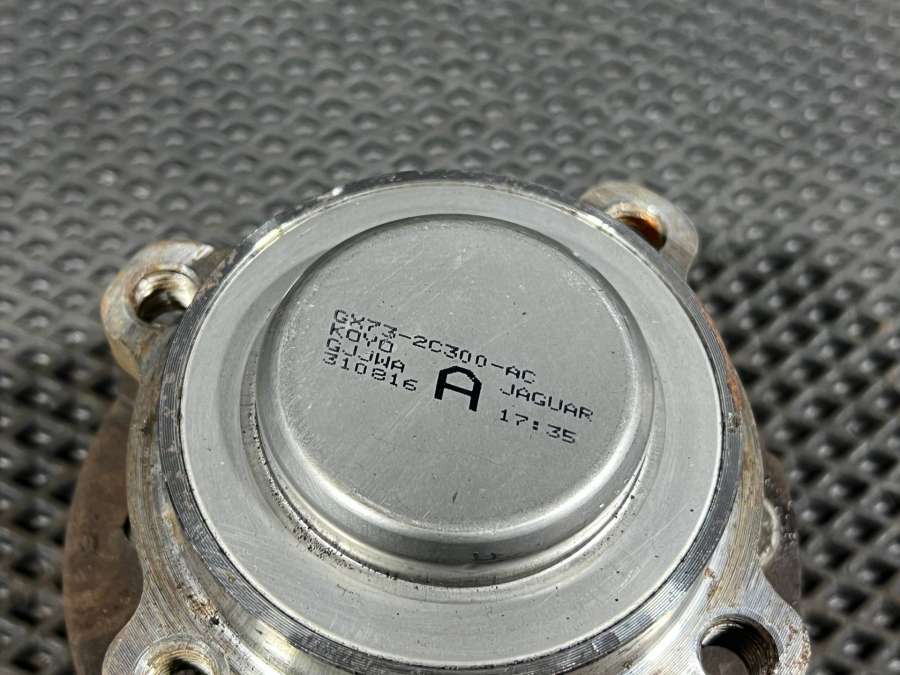 GX73-2C300-AC
KOYO
GJJWA
310816
A
JAGUAR
17:35